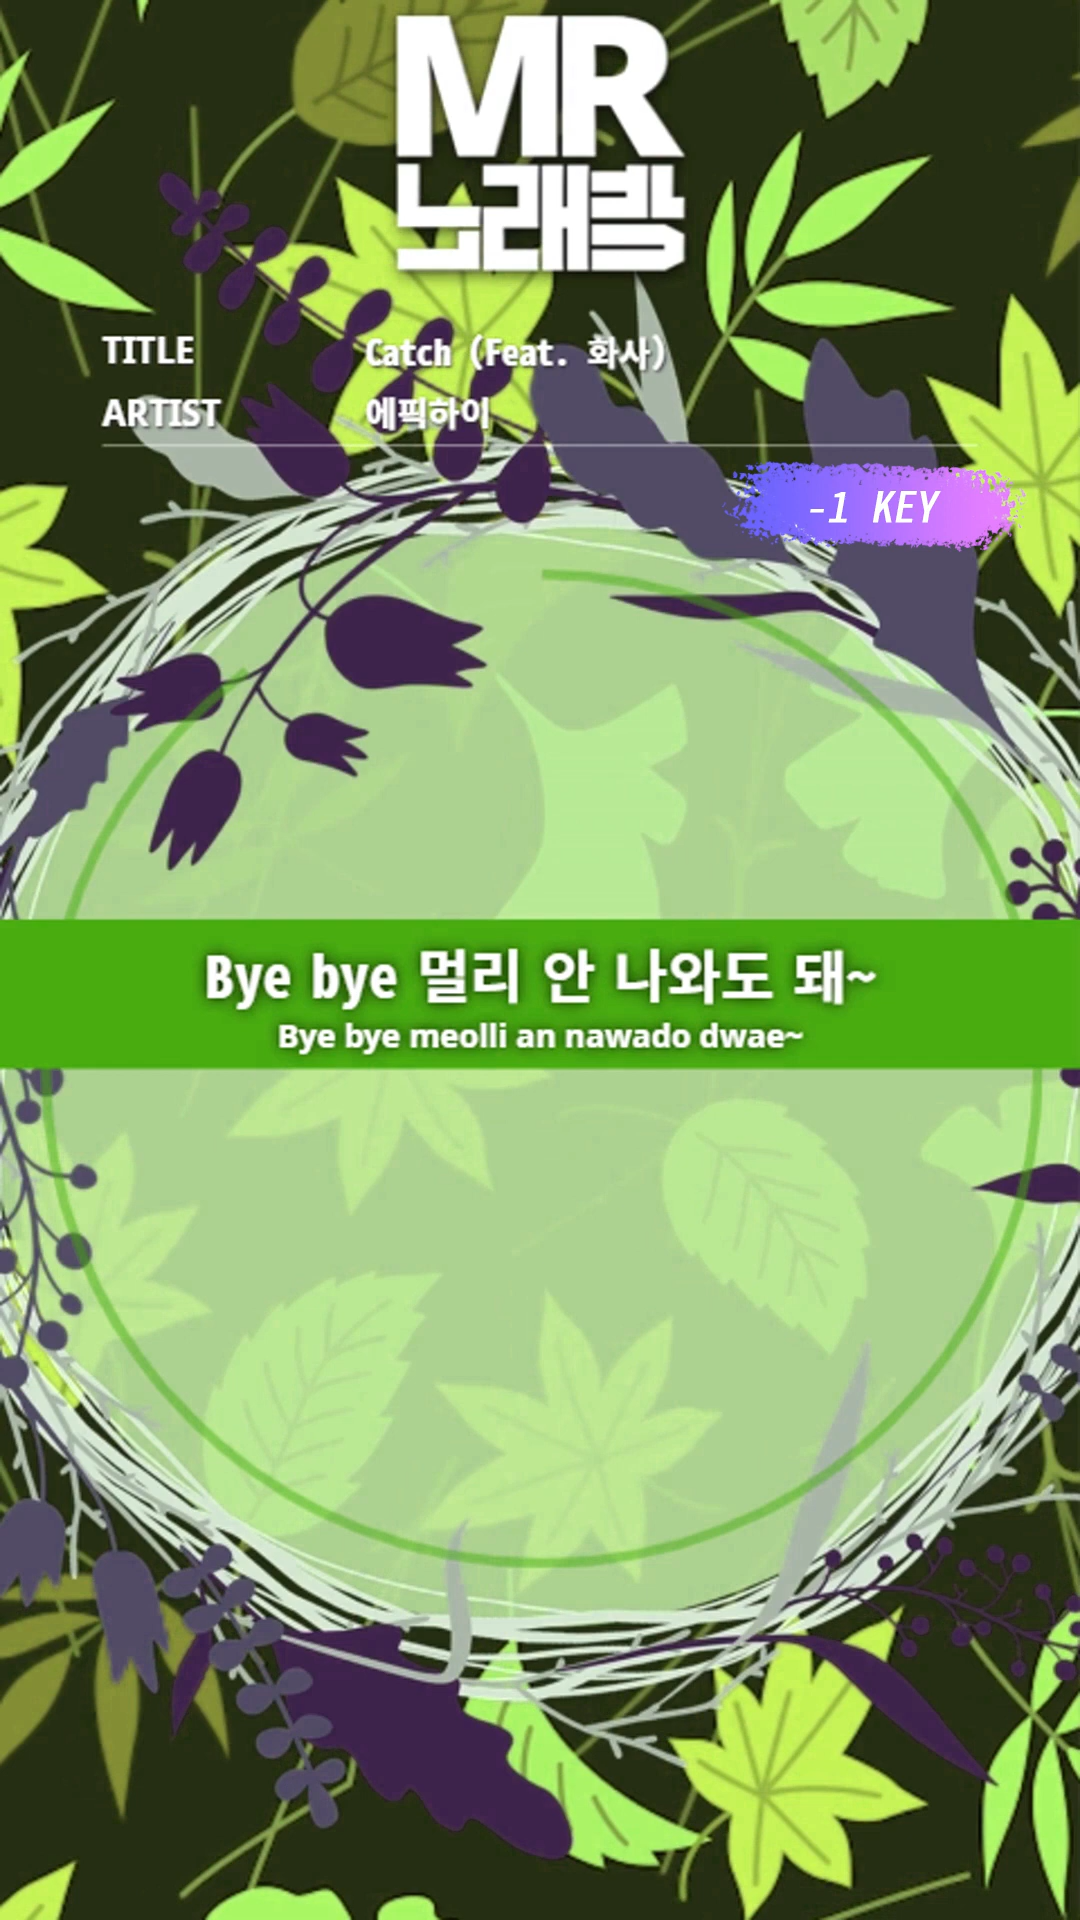 MR
노래방
TITLE Catch (Feat. 화사)
ARTIST 에픽하이
-1 KEY
Bye bye 멀리 안 나와도 돼~
Bye bye meolli an nawado dwae~